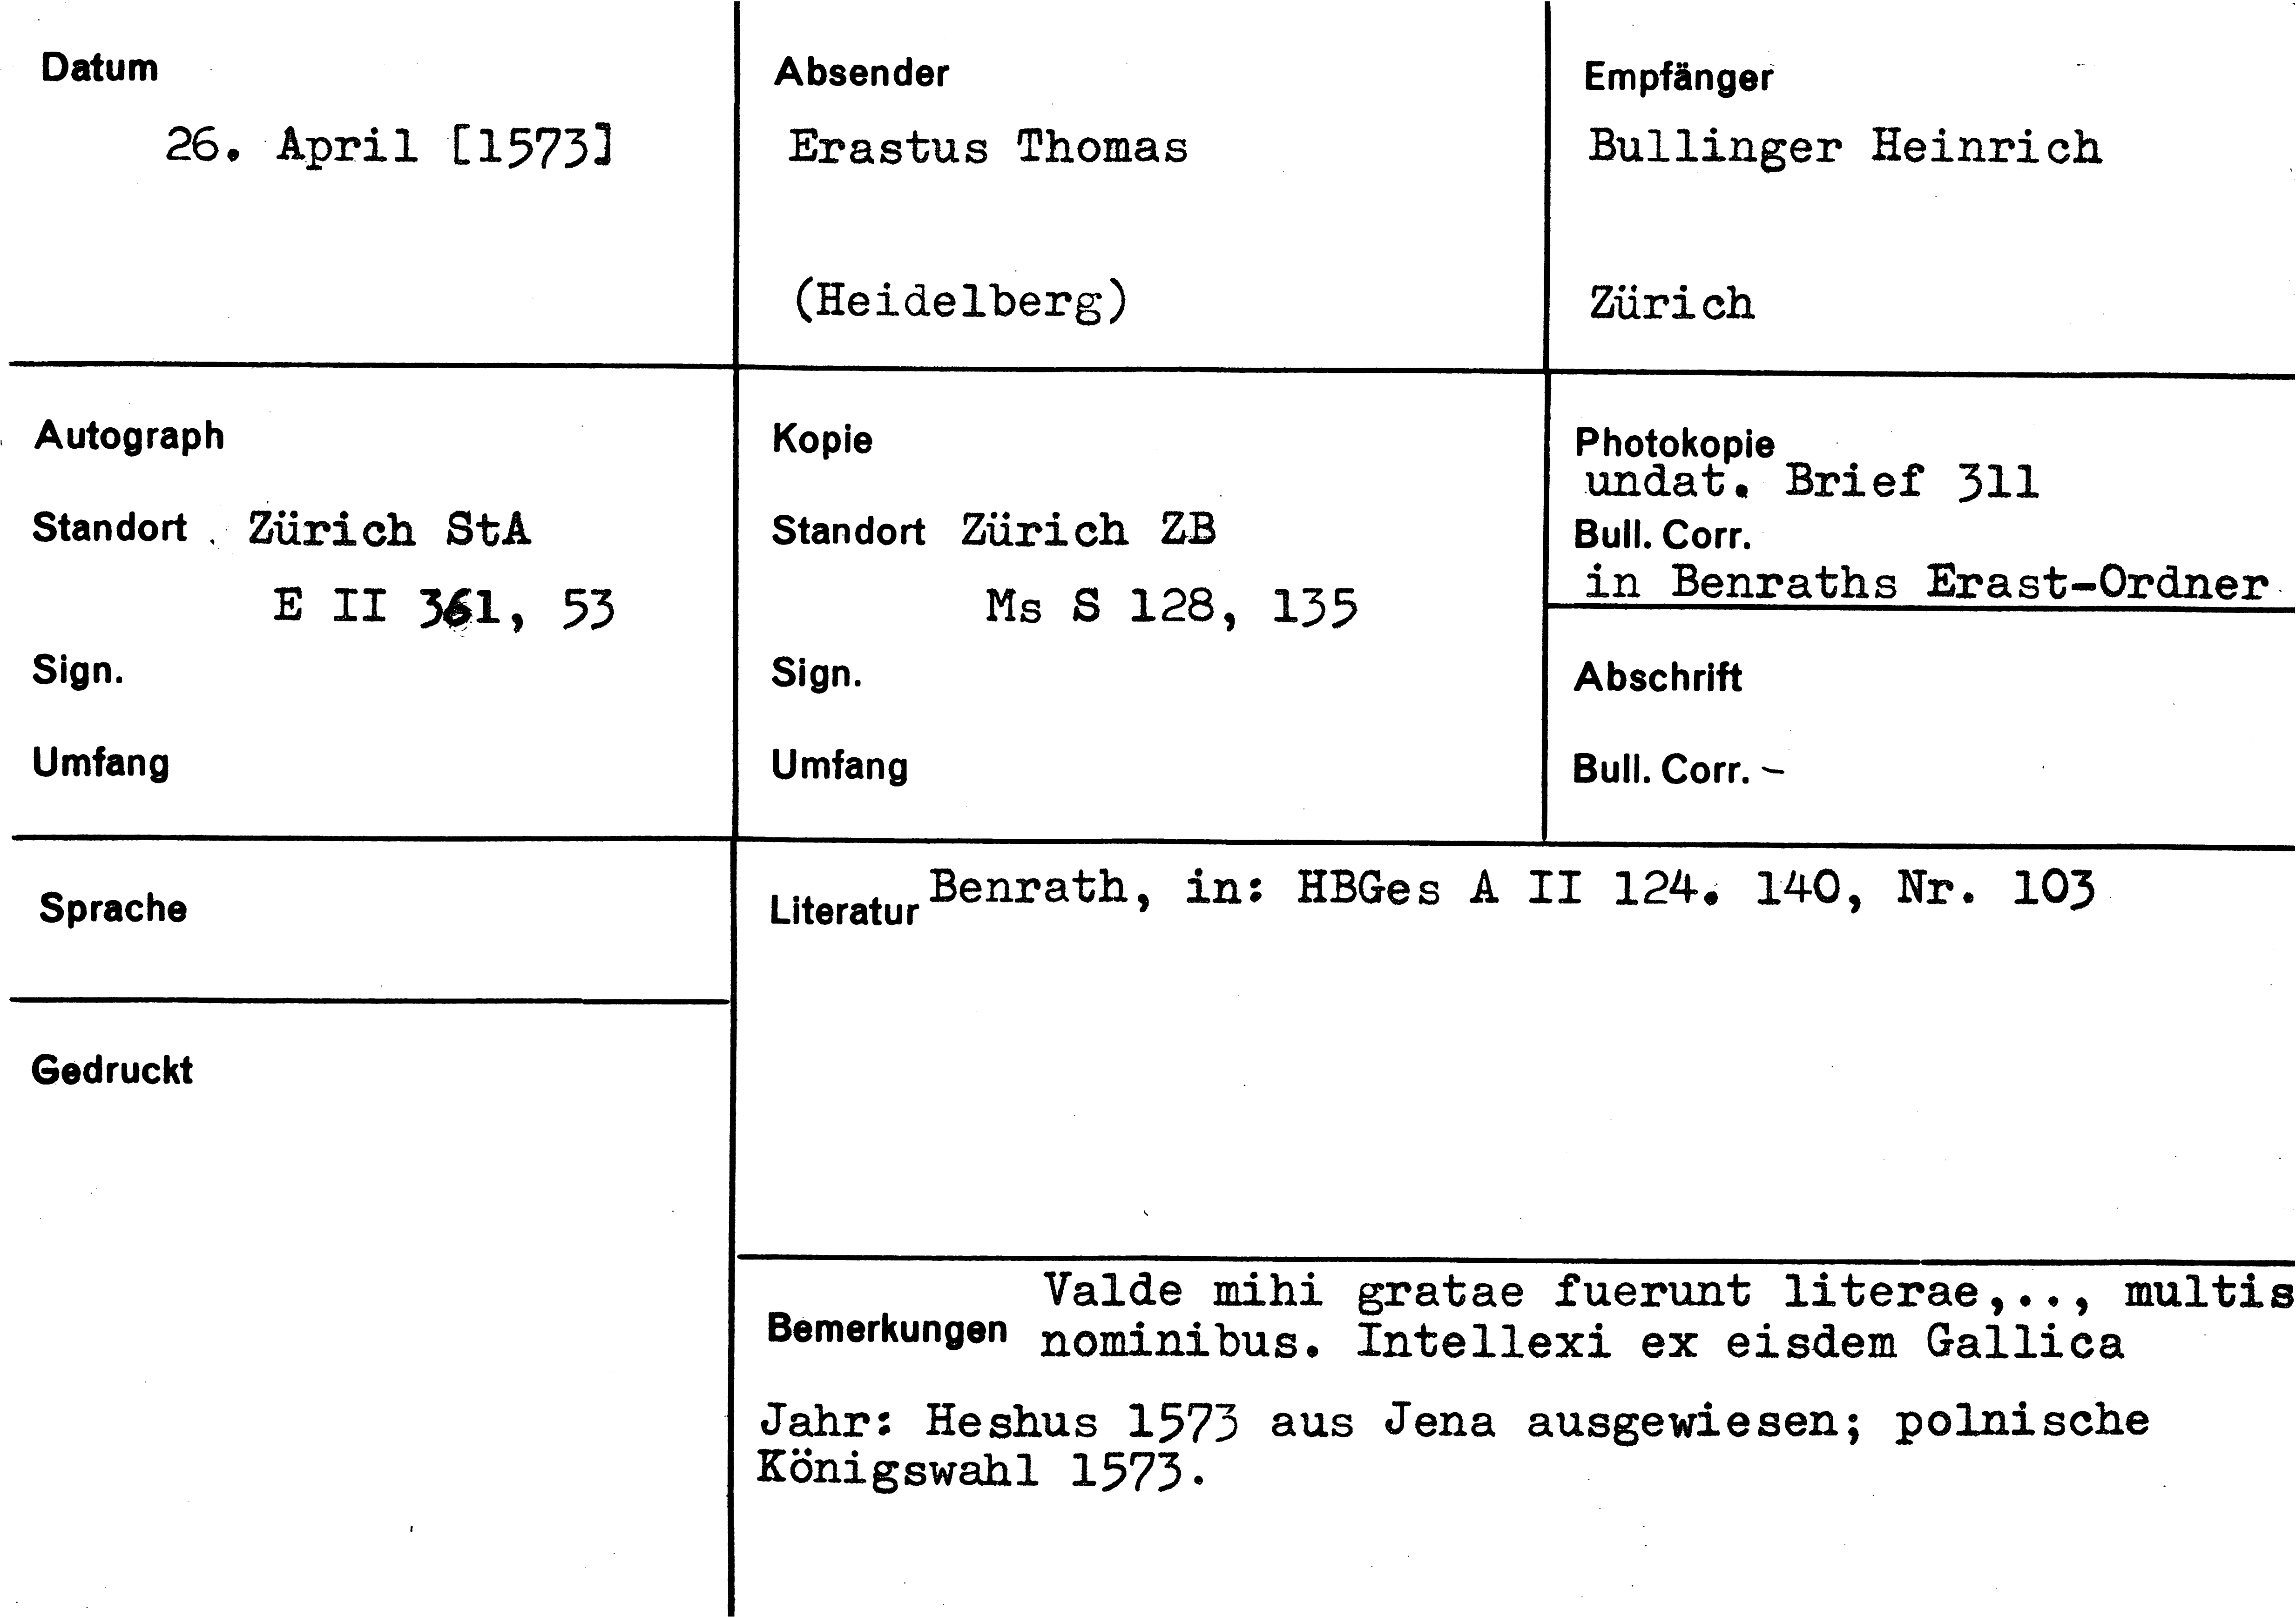 Datum
26. April [1573]
Absender
Erastus Thomas
(Heidelberg)
Empfänger
Bullinger Heinrich
Zürich
Autograph
Standort Zürich StA
E II 361, 53
Sign.
Umfang
Kopie
Standort Zürich ZB
Ms S 128, 135
Sign.
Umfang
Photokopie
undat. Brief 311
Bull. Corr.
in Benraths Erast-Ordner
Abschrift
Bull. Corr. -
Sprache
Gedruckt
Literatur Benrath, in: HBGes A II 124. 140, Nr. 103
Bemerkungen
Valde mihi gratae fuerunt literae,.., multis
nominibus. Intellexi ex eisdem Gallica
Jahr: Heshus 1573 aus Jena ausgewiesen; polnische
Königswahl 1573.